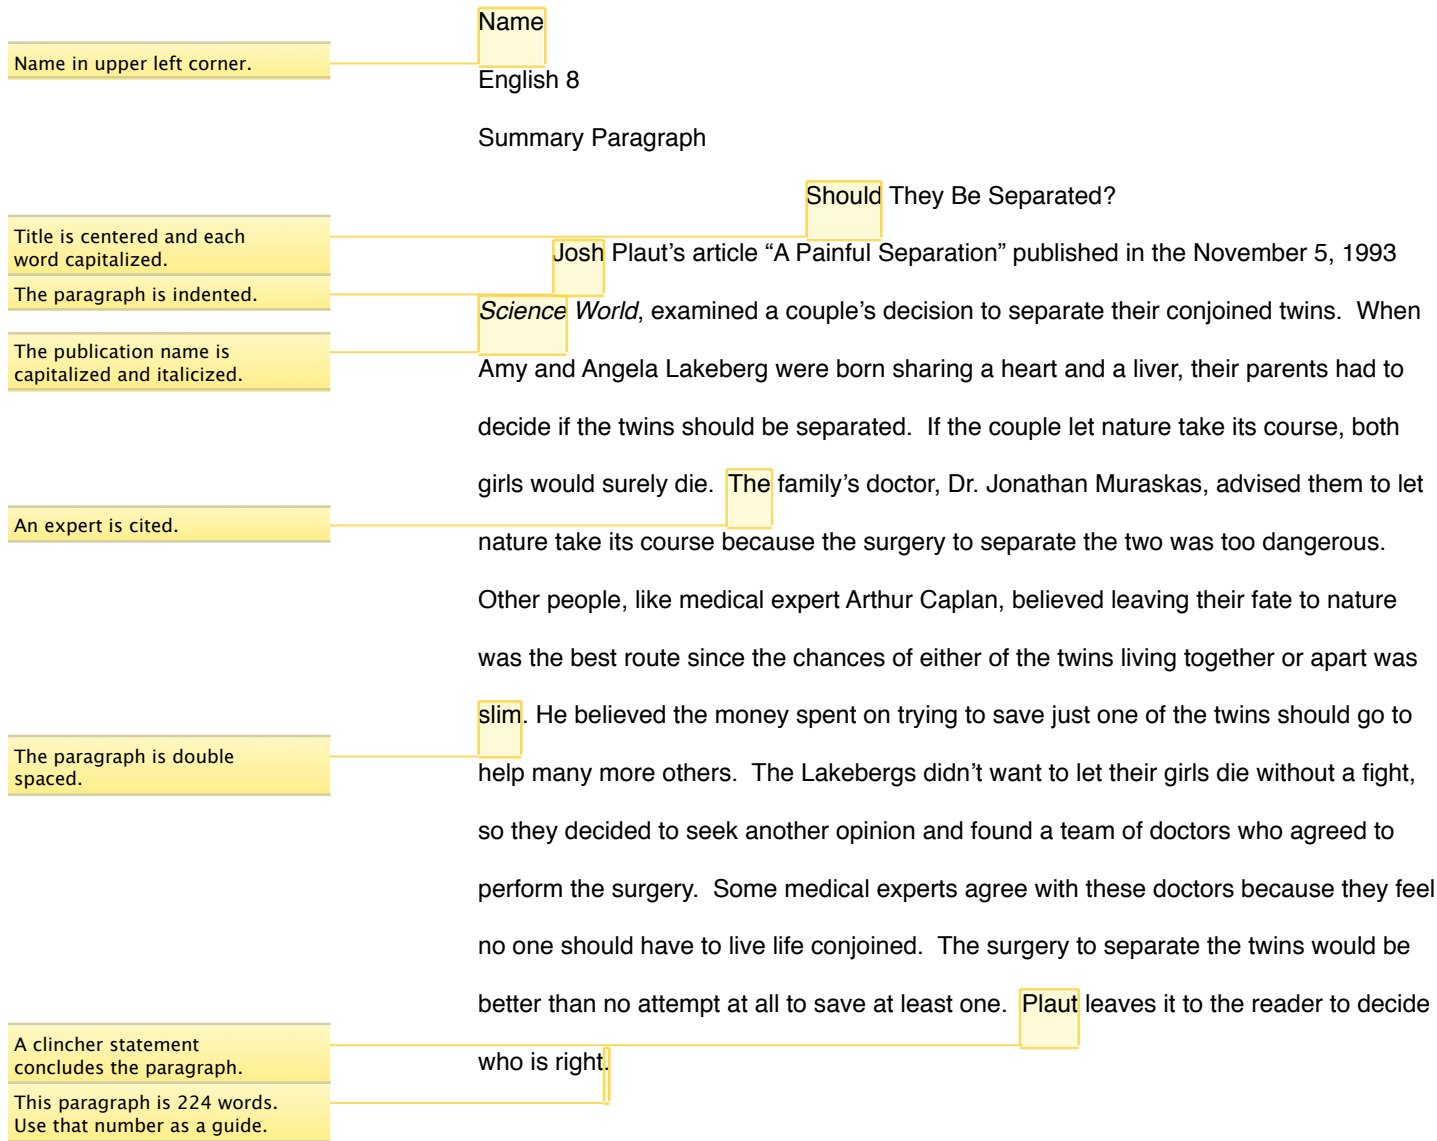 Name
Name in upper left corner.
English 8
Summary Paragraph
Should They Be Separated?
Title is centered and each
word capitalized.
Josh Plaut’s article “A Painful Separation” published in the November 5, 1993
The paragraph is indented.
Science World, examined a couple’s decision to separate their conjoined twins.  When
The publication name is
capitalized and italicized.
Amy and Angela Lakeberg were born sharing a heart and a liver, their parents had to
decide if the twins should be separated.  If the couple let nature take its course, both
girls would surely die.  The family’s doctor, Dr. Jonathan Muraskas, advised them to let
An expert is cited.
nature take its course because the surgery to separate the two was too dangerous.
Other people, like medical expert Arthur Caplan, believed leaving their fate to nature
was the best route since the chances of either of the twins living together or apart was
slim. He believed the money spent on trying to save just one of the twins should go to
The paragraph is double
spaced.
help many more others.  The Lakebergs didn’t want to let their girls die without a fight,
so they decided to seek another opinion and found a team of doctors who agreed to
perform the surgery.  Some medical experts agree with these doctors because they feel
no one should have to live life conjoined.  The surgery to separate the twins would be
better than no attempt at all to save at least one.  Plaut leaves it to the reader to decide
A clincher statement
concludes the paragraph.
who is right.
This paragraph is 224 words.
Use that number as a guide.